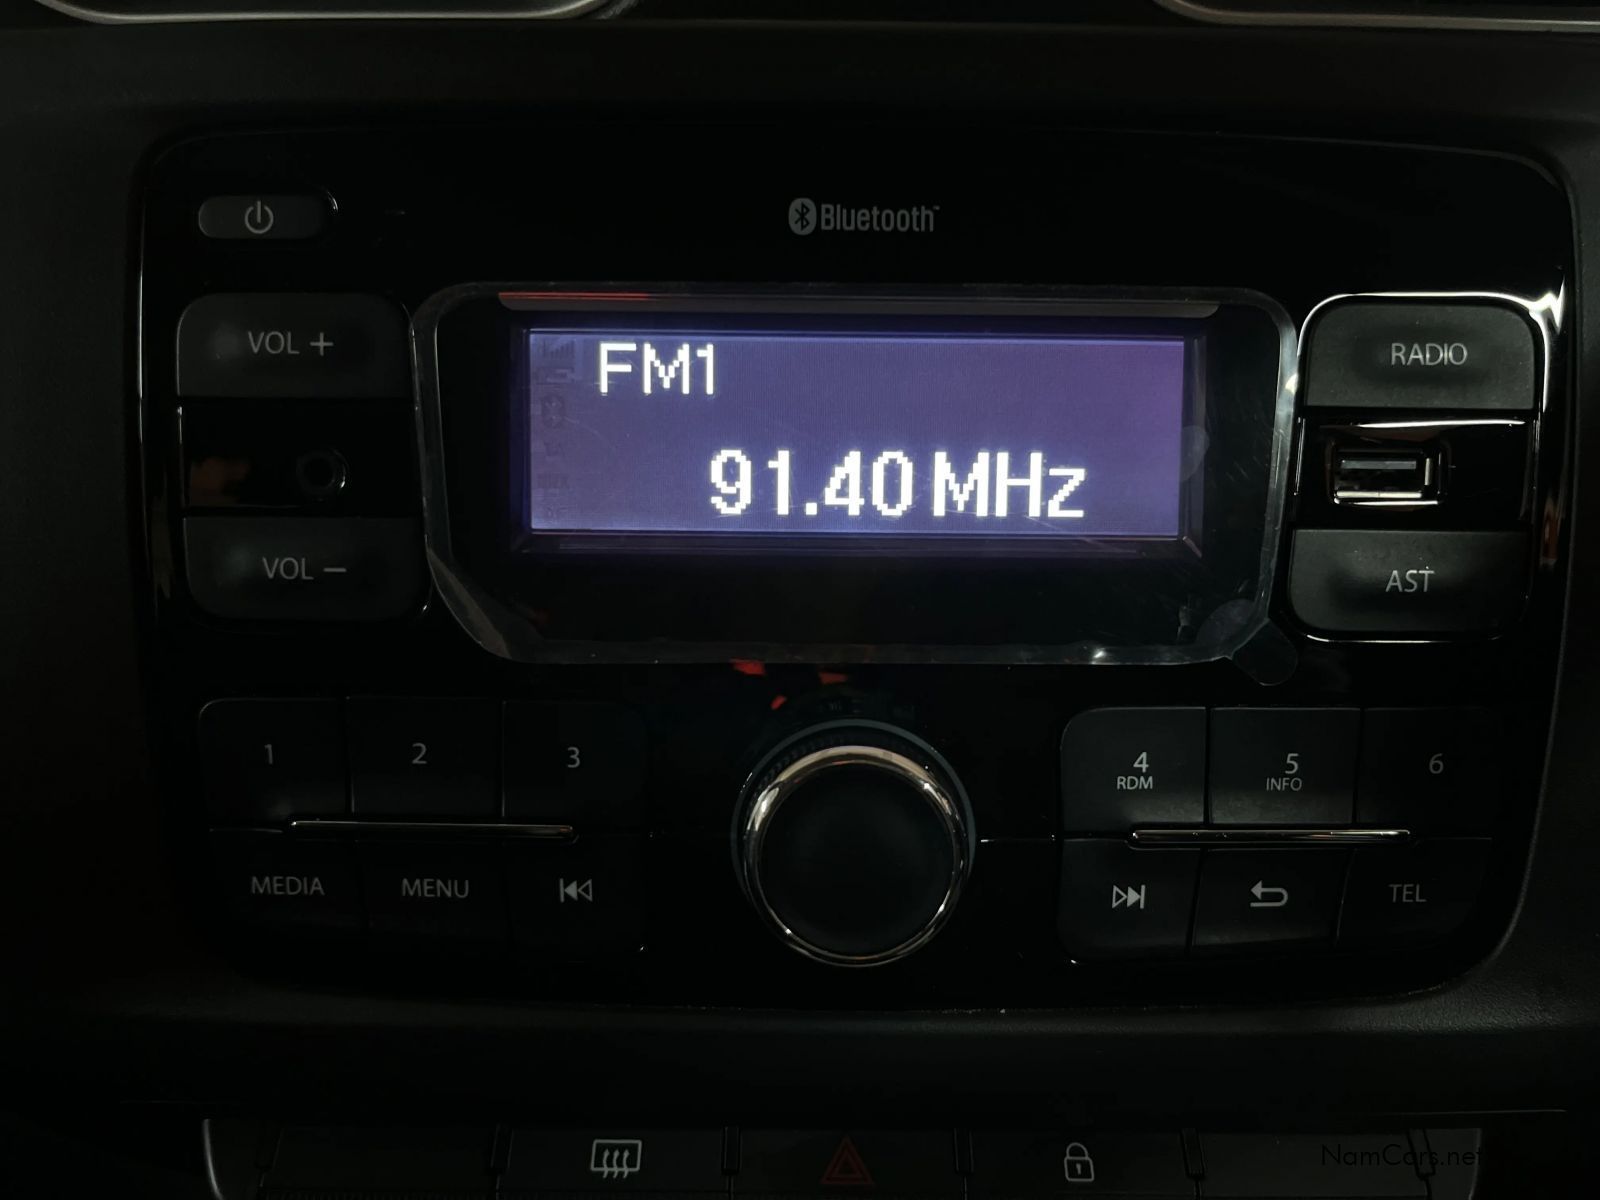 Bluetooth™
VOL +
FM1
RADIO
91.40 MHz
VOL −
AST
1
2
3
4
RDM
5
INFO
6
MEDIA
MENU
TEL
NamCars.net